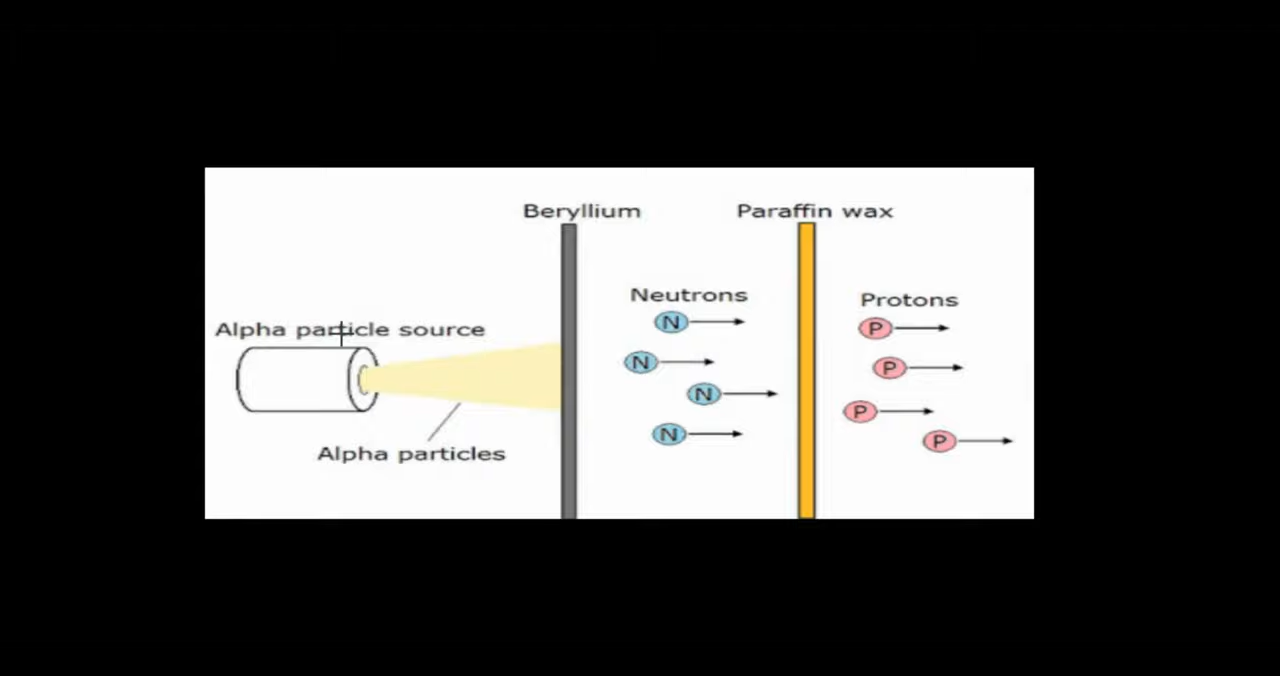 Beryllium
Paraffin wax
Neutrons
Protons
Alpha particle source
N
N
N
N
P
P
P
P
Alpha particles